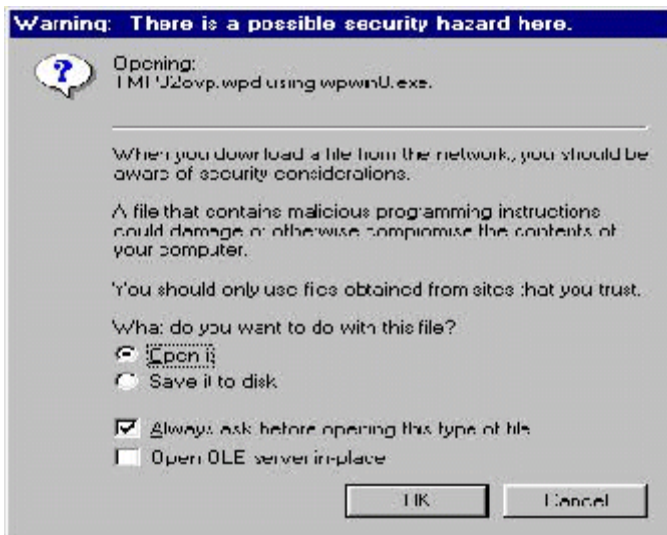 Warning: There is a possible security hazard here.
Opening:
using
When you download a file from the network, you should be
aware of security considerations.
A file that contains malicious programming instructions
could damage or otherwise compromise the contents of
your computer.
You should only use files obtained from sites that you trust.
What do you want to do with this file?
Open it
Save it to disk
Always ask before opening this type of file
Open OLE server in-place
OK
Cancel